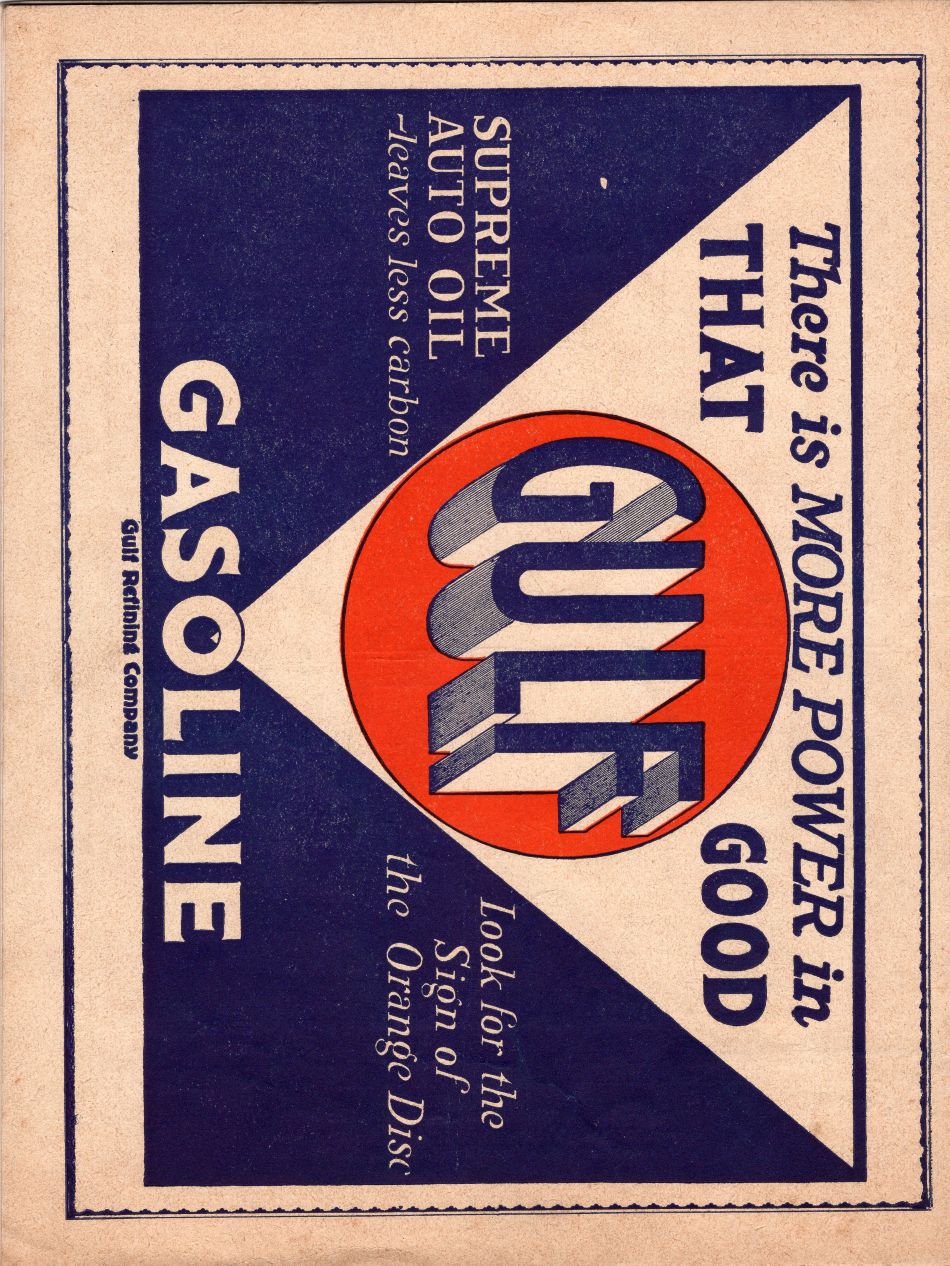 There is MORE POWER in
THAT GOOD
GULF
SUPREME
AUTO OIL
~leaves less carbon
Look for the
Sign of
the Orange Disc
GASOLINE
Gulf Refining Company